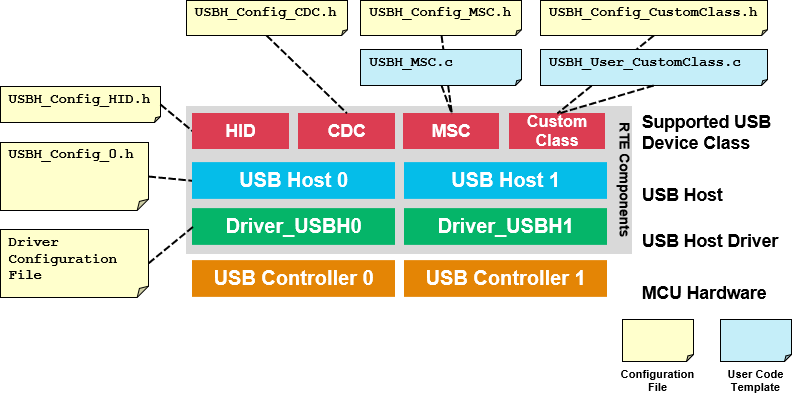 USBH_Config_CDC.h
USBH_Config_MSC.h
USBH_Config_CustomClass.h
USBH_MSC.c
USBH_User_CustomClass.c
USBH_Config_HID.h
HID
CDC
MSC
Custom
Class
RTE Components
Supported USB
Device Class
USBH_Config_0.h
USB Host 0
USB Host 1
USB Host
Driver
Configuration
File
Driver_USBH0
Driver_USBH1
USB Host Driver
USB Controller 0
USB Controller 1
MCU Hardware
Configuration
File
User Code
Template